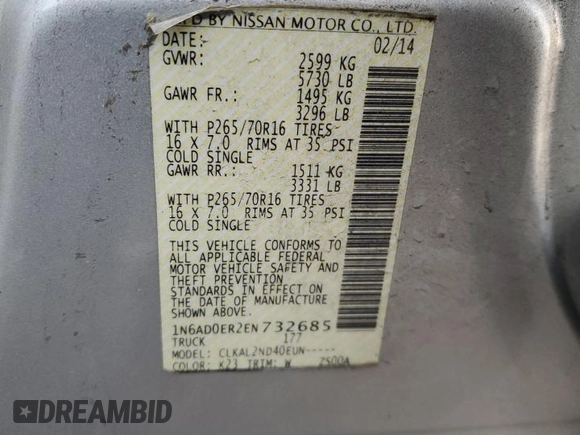 BY NISSAN MOTOR CO., LTD.
DATE: 02/14
GVWR: 2599 KG
5730 LB
GAWR FR.: 1495 KG
3296 LB
WITH P265/70R16 TIRES
16 X 7.0 RIMS AT 35 PSI
COLD SINGLE
GAWR RR.: 1511 KG
3331 LB
WITH P265/70R16 TIRES
16 X 7.0 RIMS AT 35 PSI
COLD SINGLE
THIS VEHICLE CONFORMS TO
ALL APPLICABLE FEDERAL
MOTOR VEHICLE SAFETY AND
THEFT PREVENTION
STANDARDS IN EFFECT ON
THE DATE OF MANUFACTURE
SHOWN ABOVE.
1N6AD0ER2EN732685
TRUCK 177
MODEL: CLKAL2ND40EUN-----
COLOR: K23 TRIM: W 2500A
DREAMBID